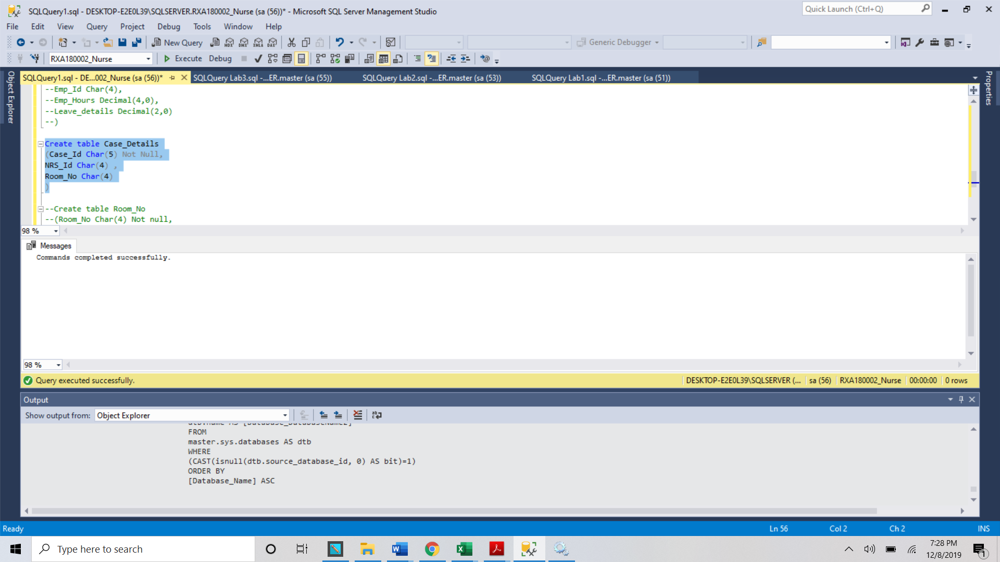 SQLQuery1.sql - DESKTOP-E2E0L39\SQLSERVER.RXA180002_Nurse (sa (56))* - Microsoft SQL Server Management Studio
Quick Launch (Ctrl+Q)
File Edit View Query Project Debug Tools Window Help
New Query MDX DMX XMLA DAX Generic Debugger
RXA180002_Nurse Execute Debug
Object Explorer
SQLQuery1.sql - DE...002_Nurse (sa (56))* SQLQuery Lab3.sql -...ER.master (sa (55)) SQLQuery Lab2.sql -...ER.master (sa (53)) SQLQuery Lab1.sql -...ER.master (sa (51))
Properties
--Emp_Id Char(4),
--Emp_Hours Decimal(4,0),
--Leave_details Decimal(2,0)
--)
Create table Case_Details
(Case_Id Char(5) Not Null,
NRS_Id Char(4) ,
Room_No Char(4)
)
--Create table Room_No
--(Room_No Char(4) Not null,
98 %
Messages
Commands completed successfully.
98 %
Query executed successfully. DESKTOP-E2E0L39\SQLSERVER (... sa (56) RXA180002_Nurse 00:00:00 0 rows
Output
Show output from: Object Explorer
FROM
master.sys.databases AS dtb
WHERE
(CAST(isnull(dtb.source_database_id, 0) AS bit)=1)
ORDER BY
[Database_Name] ASC
Ready Ln 56 Col 2 Ch 2 INS
Type here to search
7:28 PM
12/8/2019
1